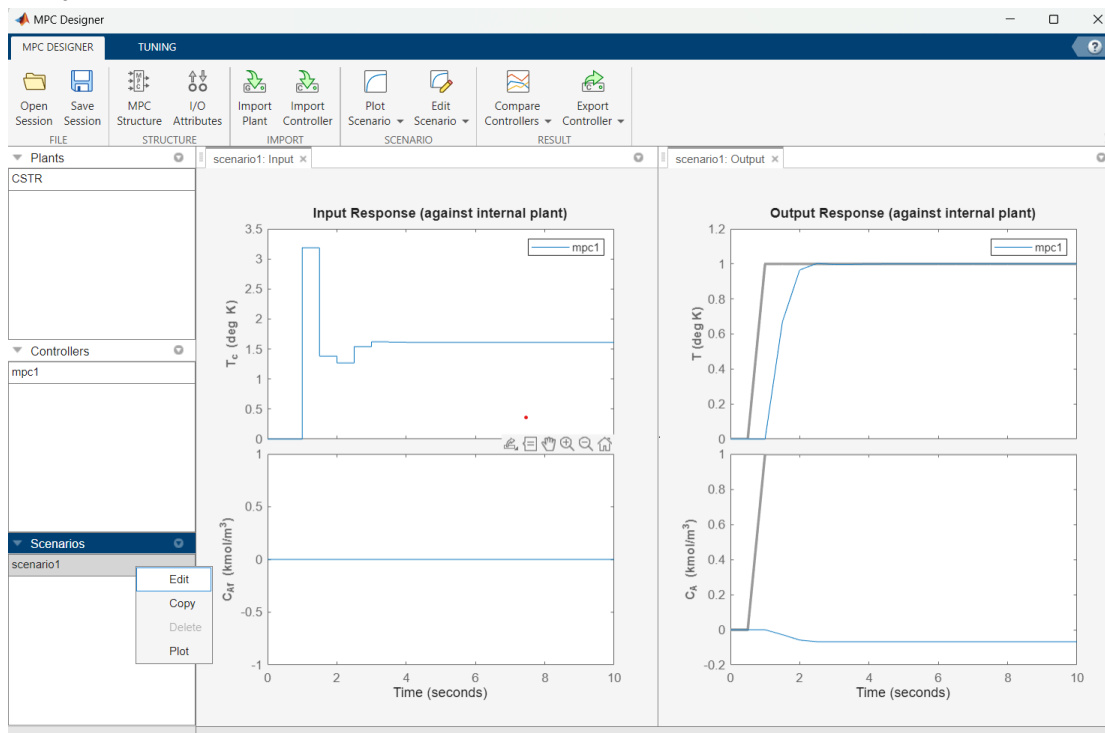 MPC Designer
MPC DESIGNER TUNING
Open Session
Save Session
MPC Structure
I/O Attributes
Import Plant
Import Controller
Plot Scenario
Edit Scenario
Compare Controllers
Export Controller
FILE STRUCTURE IMPORT SCENARIO RESULT
Plants
CSTR
Controllers
mpc1
Scenarios
scenario1
Edit
Copy
Delete
Plot
scenario1: Input
Input Response (against internal plant)
mpc1
3.5
3
2.5
2
1.5
1
0.5
0
Tc (deg K)
1
0.5
0
-0.5
-1
CAf (kmol/m3)
0 2 4 6 8 10
Time (seconds)
scenario1: Output
Output Response (against internal plant)
mpc1
1.2
1
0.8
0.6
0.4
0.2
0
T (deg K)
1
0.8
0.6
0.4
0.2
0
-0.2
CA (kmol/m3)
0 2 4 6 8 10
Time (seconds)